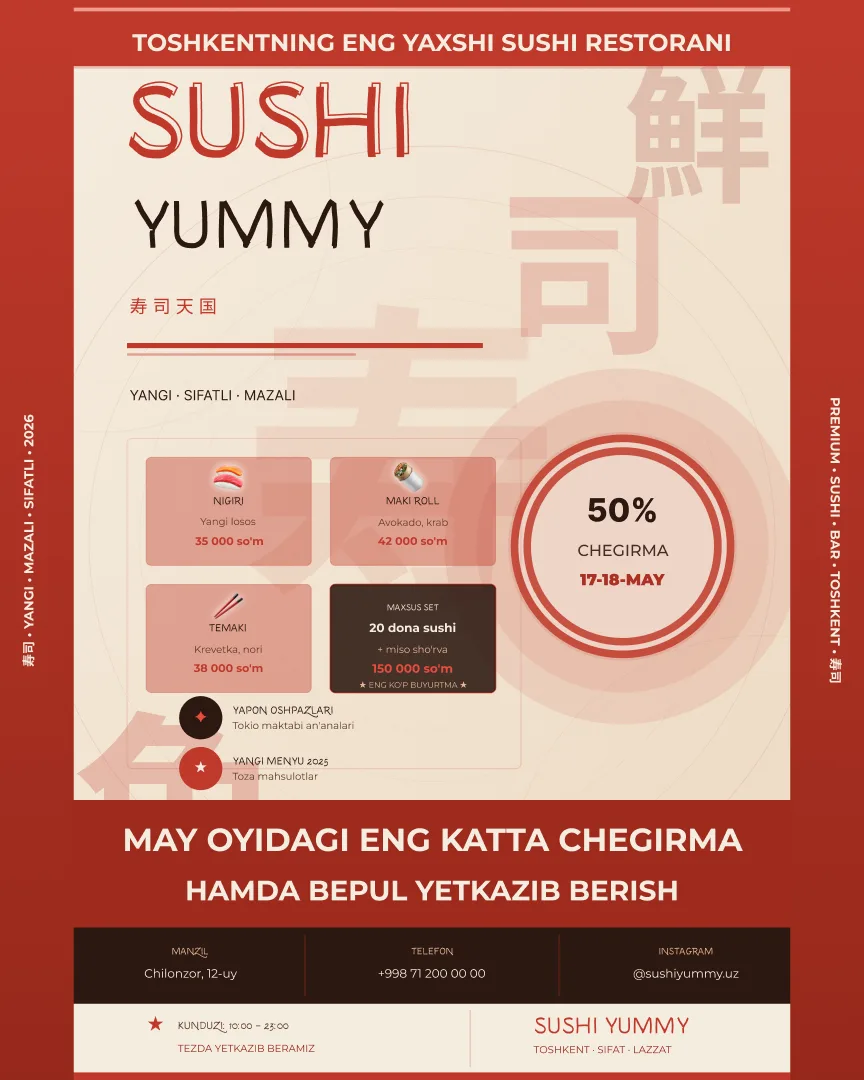 TOSHKENTNING ENG YAXSHI SUSHI RESTORANI
SUSHI
鮮
YUMMY
司
寿司天国
寿
YANGI · SIFATLI · MAZALI
寿司 • YANGI • MAZALI • SIFATLI • 2026
PREMIUM • SUSHI • BAR • TOSHKENT • 寿司
NIGIRI
Yangi losos
35 000 so'm
MAKI ROLL
Avokado, krab
42 000 so'm
50%
CHEGIRMA
17-18-MAY
TEMAKI
Krevetka, nori
38 000 so'm
MAXSUS SET
20 dona sushi
+ miso sho'rva
150 000 so'm
★ ENG KO'P BUYURTMA ★
✦
YAPON OSHPAZLARI
Tokio maktabi an'analari
★
YANGI MENYU 2025
Toza mahsulotlar
魚
MAY OYIDAGI ENG KATTA CHEGIRMA
HAMDA BEPUL YETKAZIB BERISH
MANZIL
Chilonzor, 12-uy
TELEFON
+998 71 200 00 00
INSTAGRAM
@sushiyummy.uz
★ KUNDUZI: 10:00 – 23:00
TEZDA YETKAZIB BERAMIZ
SUSHI YUMMY
TOSHKENT · SIFAT · LAZZAT